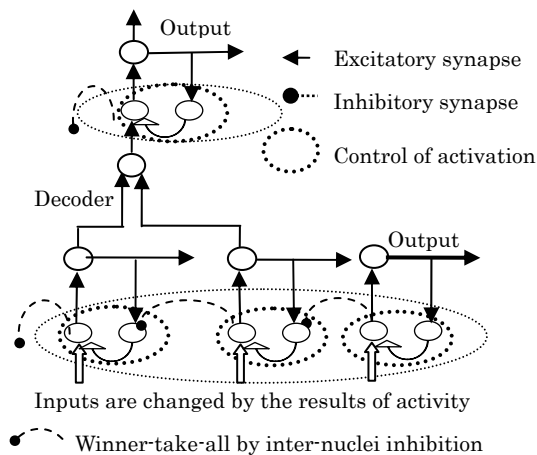 Output
Excitatory synapse
Inhibitory synapse
Control of activation
Decoder
Output
Inputs are changed by the results of activity
Winner-take-all by inter-nuclei inhibition